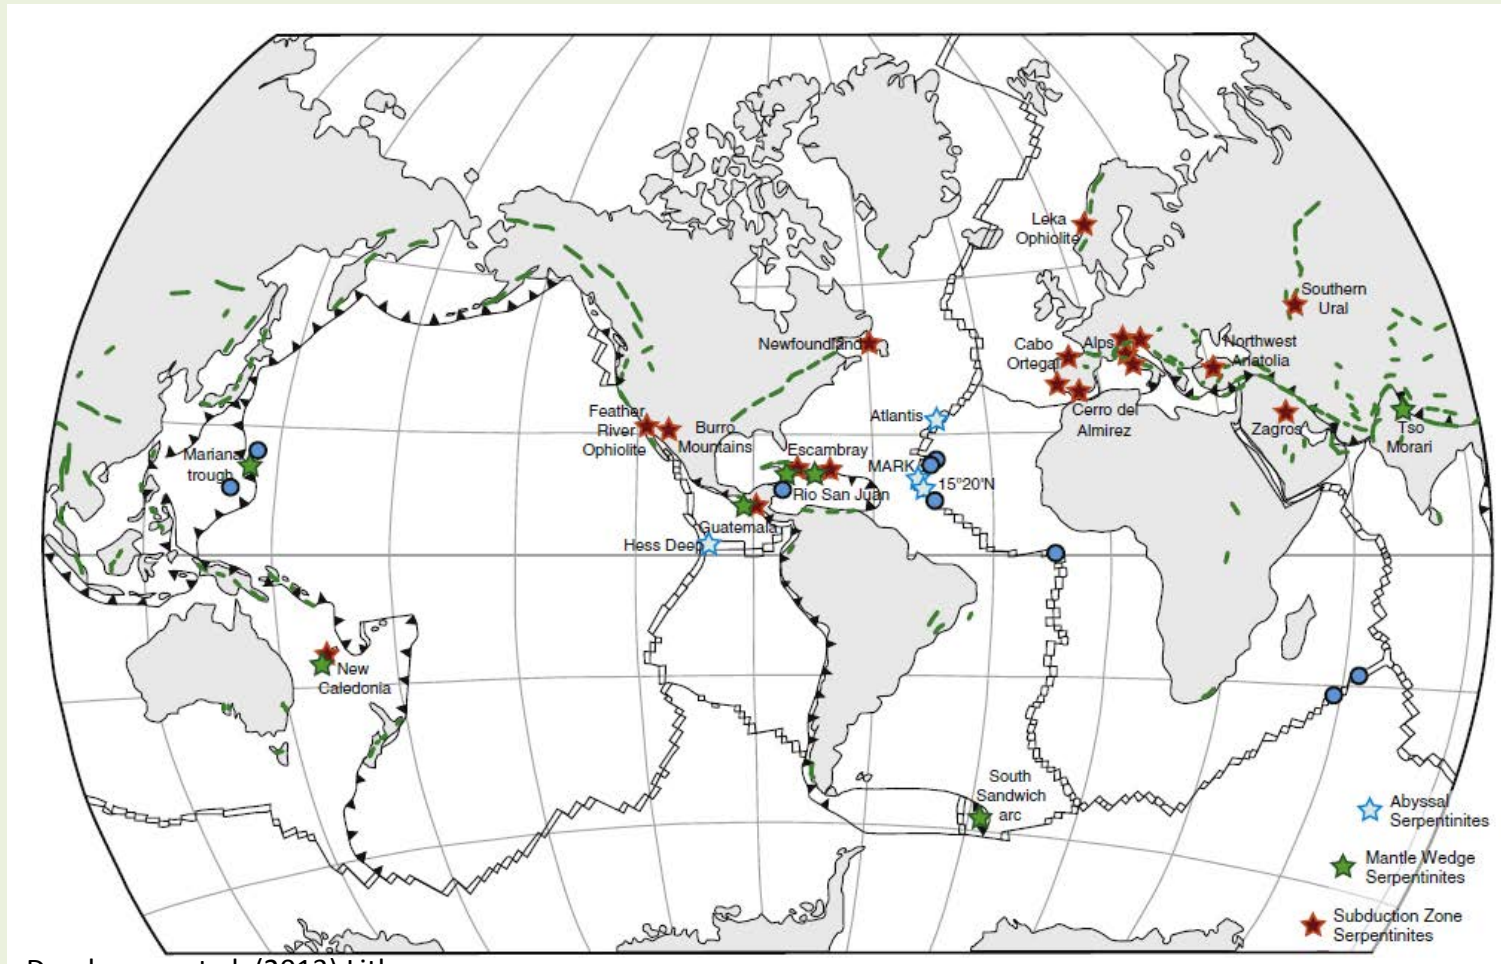 Leka
Ophiolite
Southern
Ural
Newfoundland
Cabo
Ortegal
Alps
Northwest
Anatolia
Feather
River
Ophiolite
Burro
Mountains
Atlantis
Cerro del
Almirez
Zagros
Tso
Morari
Mariana
trough
Escambray
MARK
15°20'N
Rio San Juan
Guatemala
Hess Deep
New
Caledonia
South
Sandwich
arc
Abyssal
Serpentinites
Mantle Wedge
Serpentinites
Subduction Zone
Serpentinites
(2013)